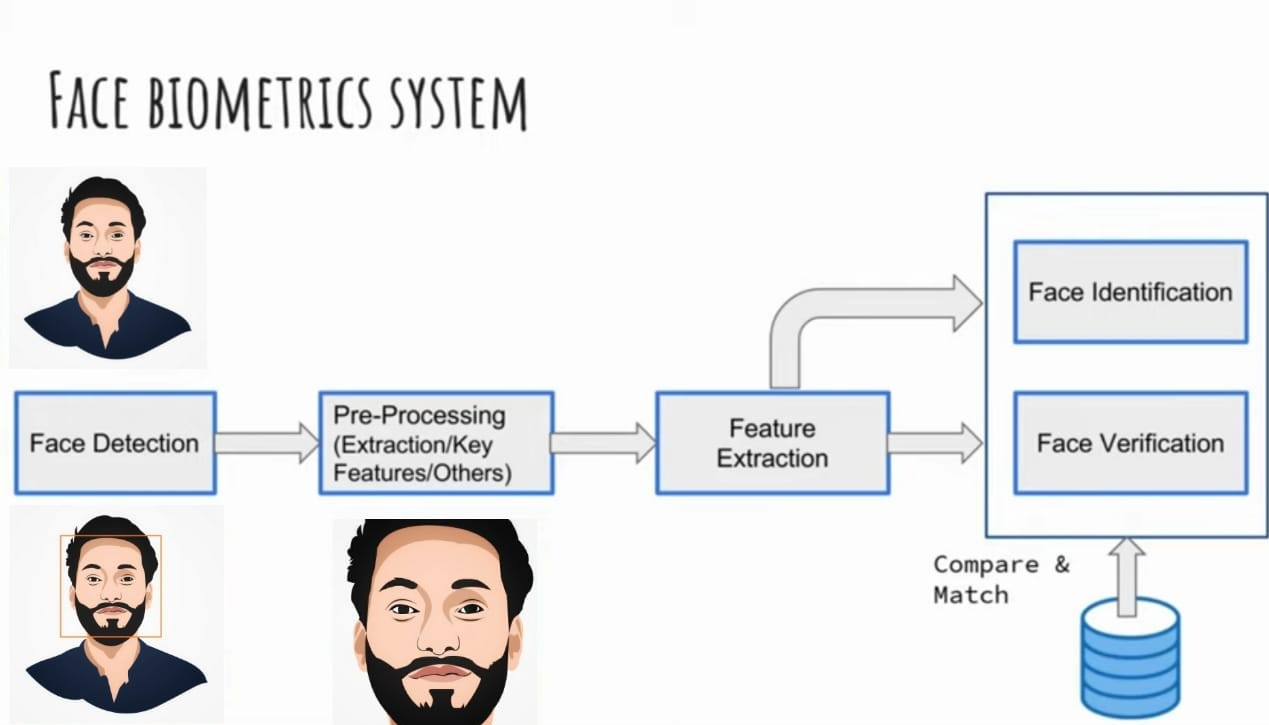 FACE BIOMETRICS SYSTEM
Face Detection
Pre-Processing
(Extraction/Key
Features/Others)
Feature
Extraction
Face Identification
Face Verification
Compare &
Match